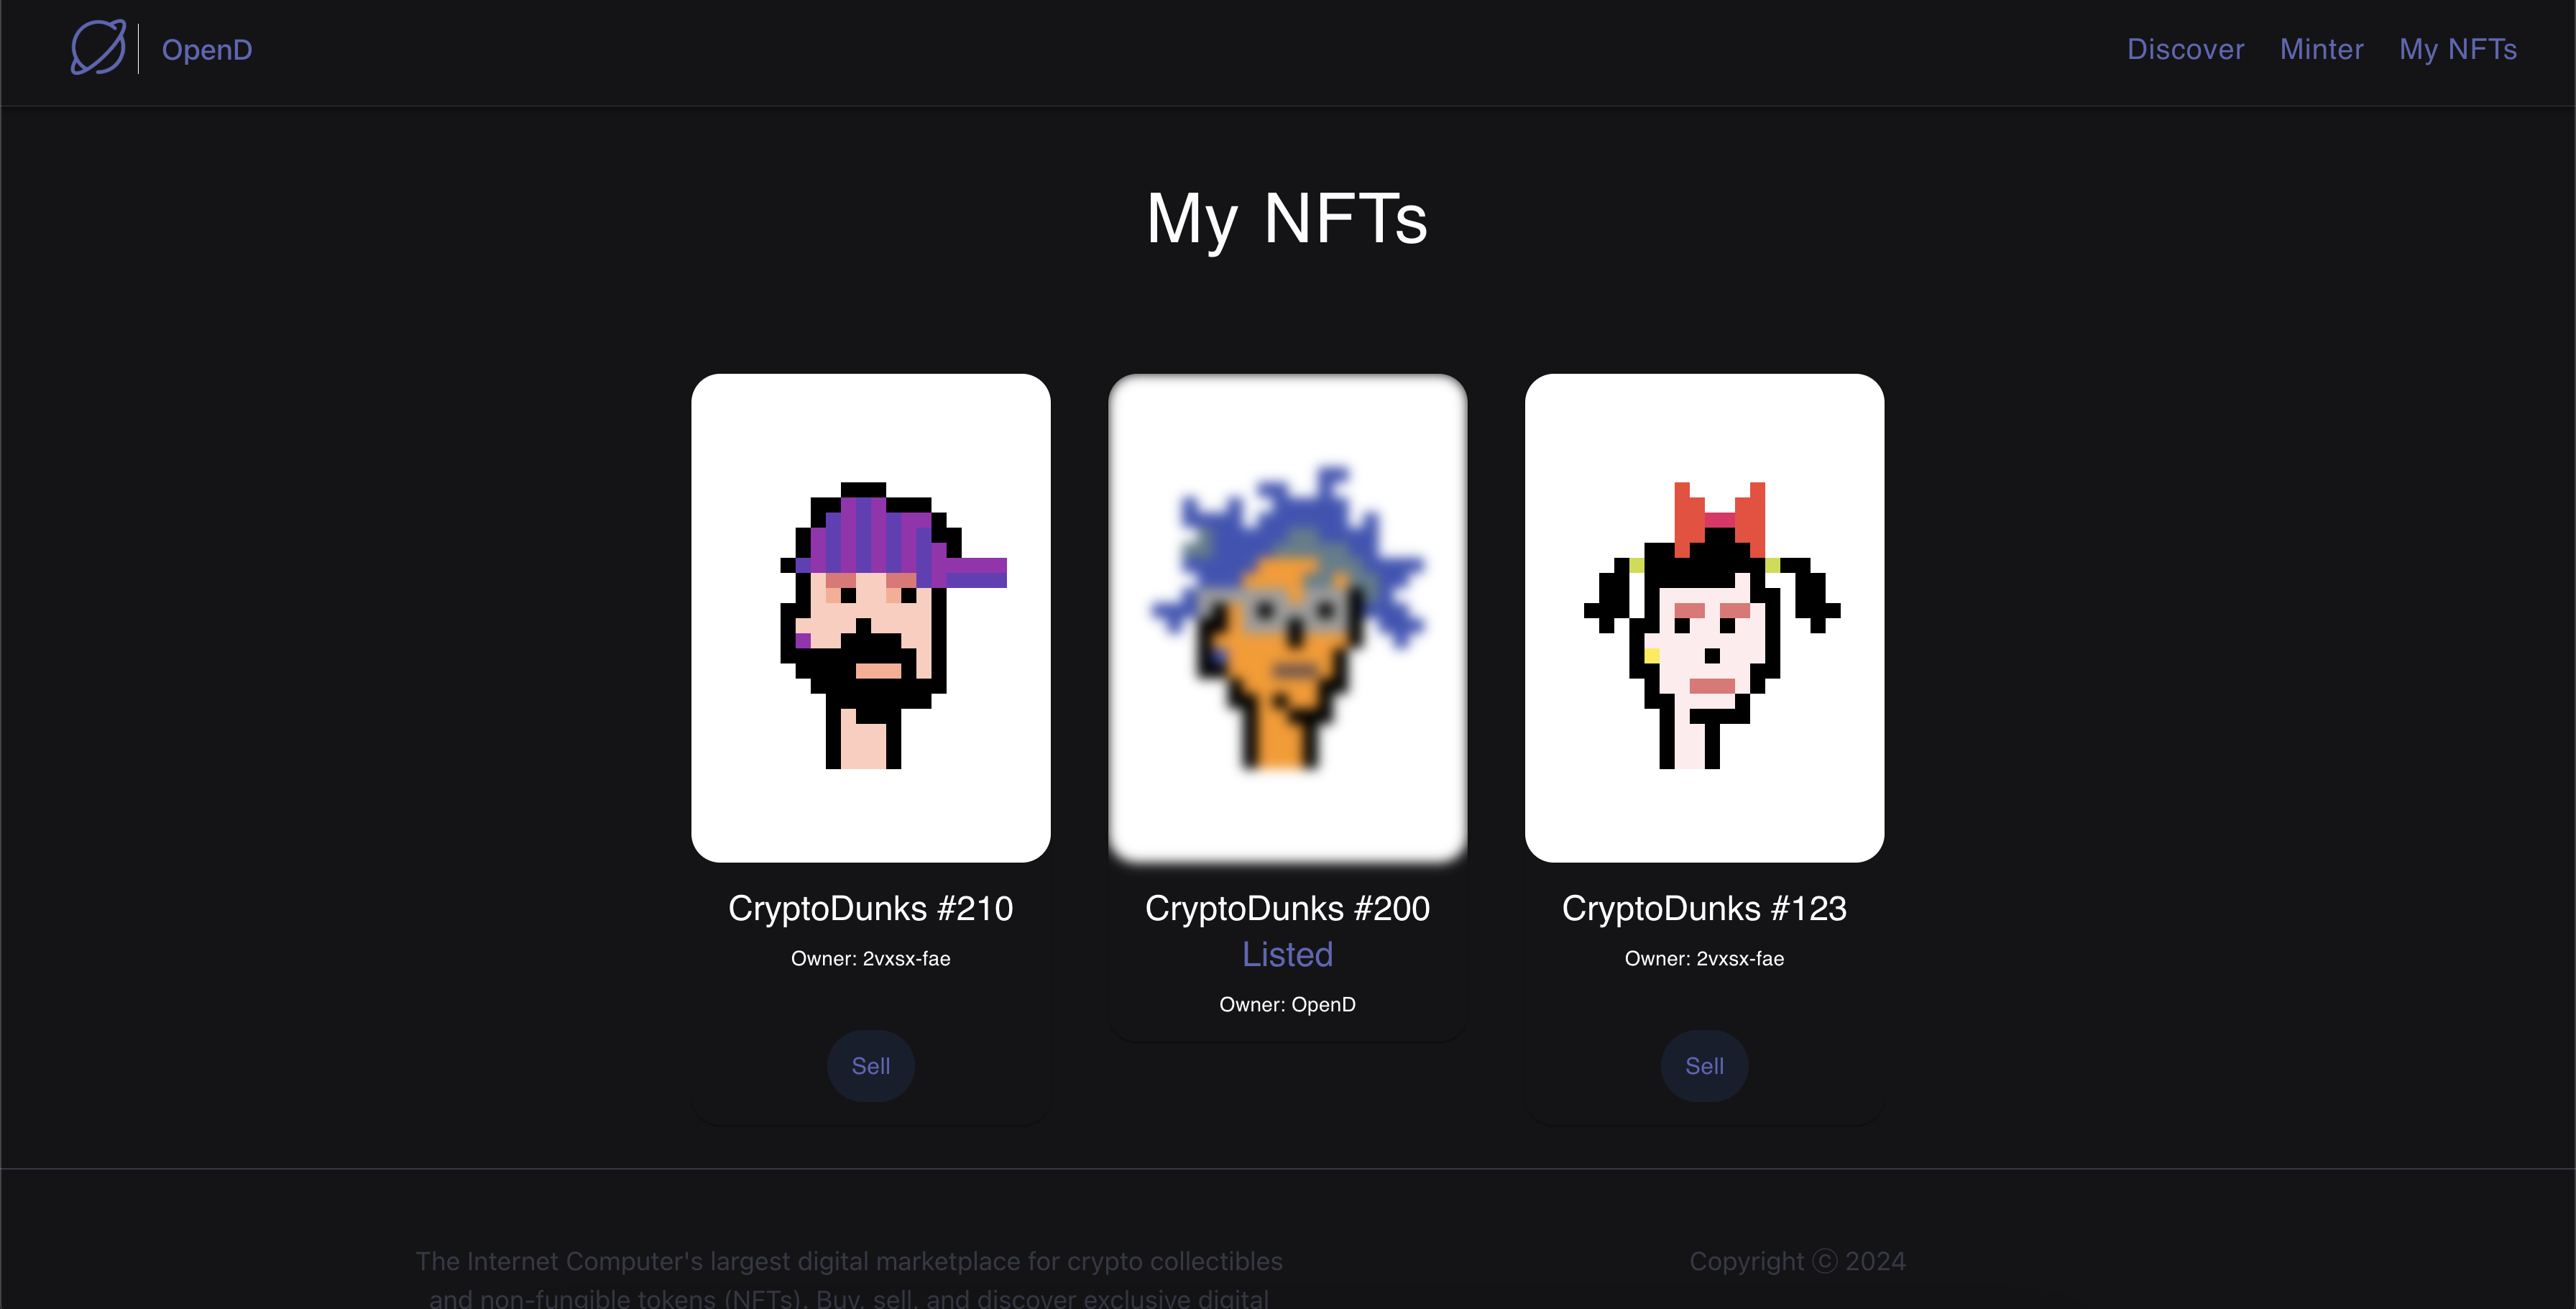 OpenD
Discover
Minter
My NFTs
My NFTs
CryptoDunks #210
Owner: 2vxsx-fae
Sell
CryptoDunks #200
Listed
Owner: OpenD
CryptoDunks #123
Owner: 2vxsx-fae
Sell
The Internet Computer's largest digital marketplace for crypto collectibles
and non-fungible tokens (NFTs). Buy, sell, and discover exclusive digital
Copyright Ⓒ 2024